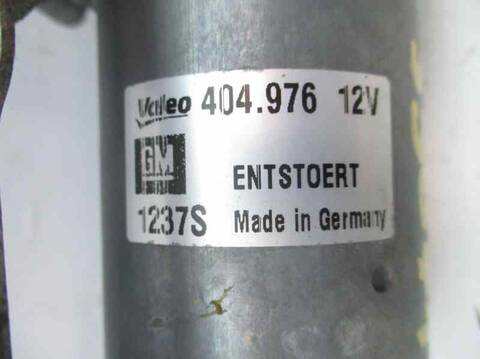 Valeo 404.976 12V
GM ENTSTOERT
1237S Made in Germany